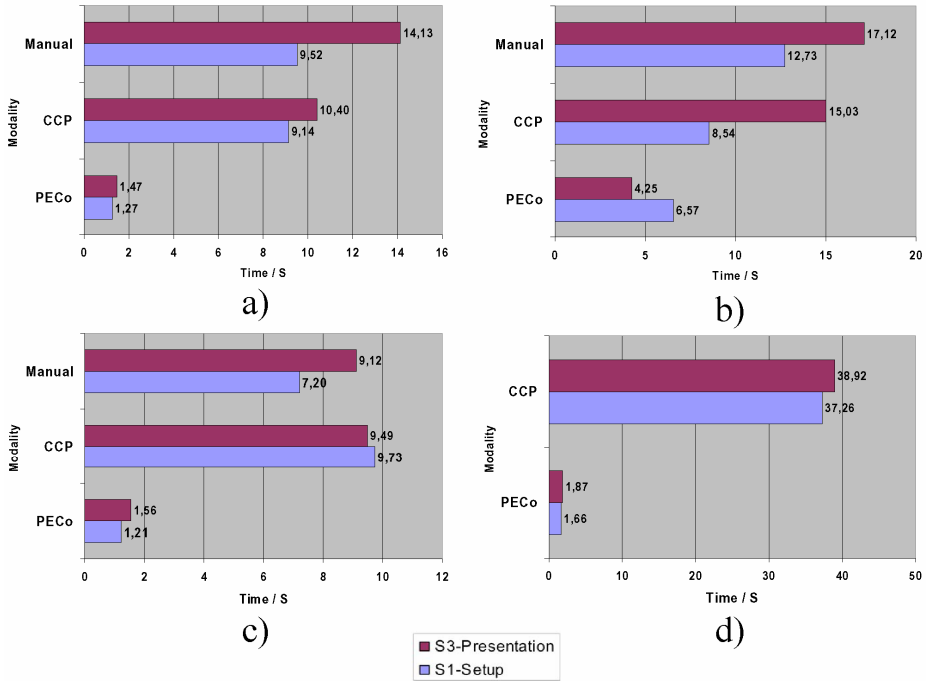 Manual
14,13
9,52
CCP
10,40
9,14
PECo
1,47
1,27
Modality
0 2 4 6 8 10 12 14 16
Time / S
a)
Manual
17,12
12,73
CCP
15,03
8,54
PECo
4,25
6,57
Modality
0 5 10 15 20
Time / S
b)
Manual
9,12
7,20
CCP
9,49
9,73
PECo
1,56
1,21
Modality
0 2 4 6 8 10 12
Time / S
c)
CCP
38,92
37,26
PECo
1,87
1,66
Modality
0 10 20 30 40 50
Time / S
d)
S3-Presentation
S1-Setup